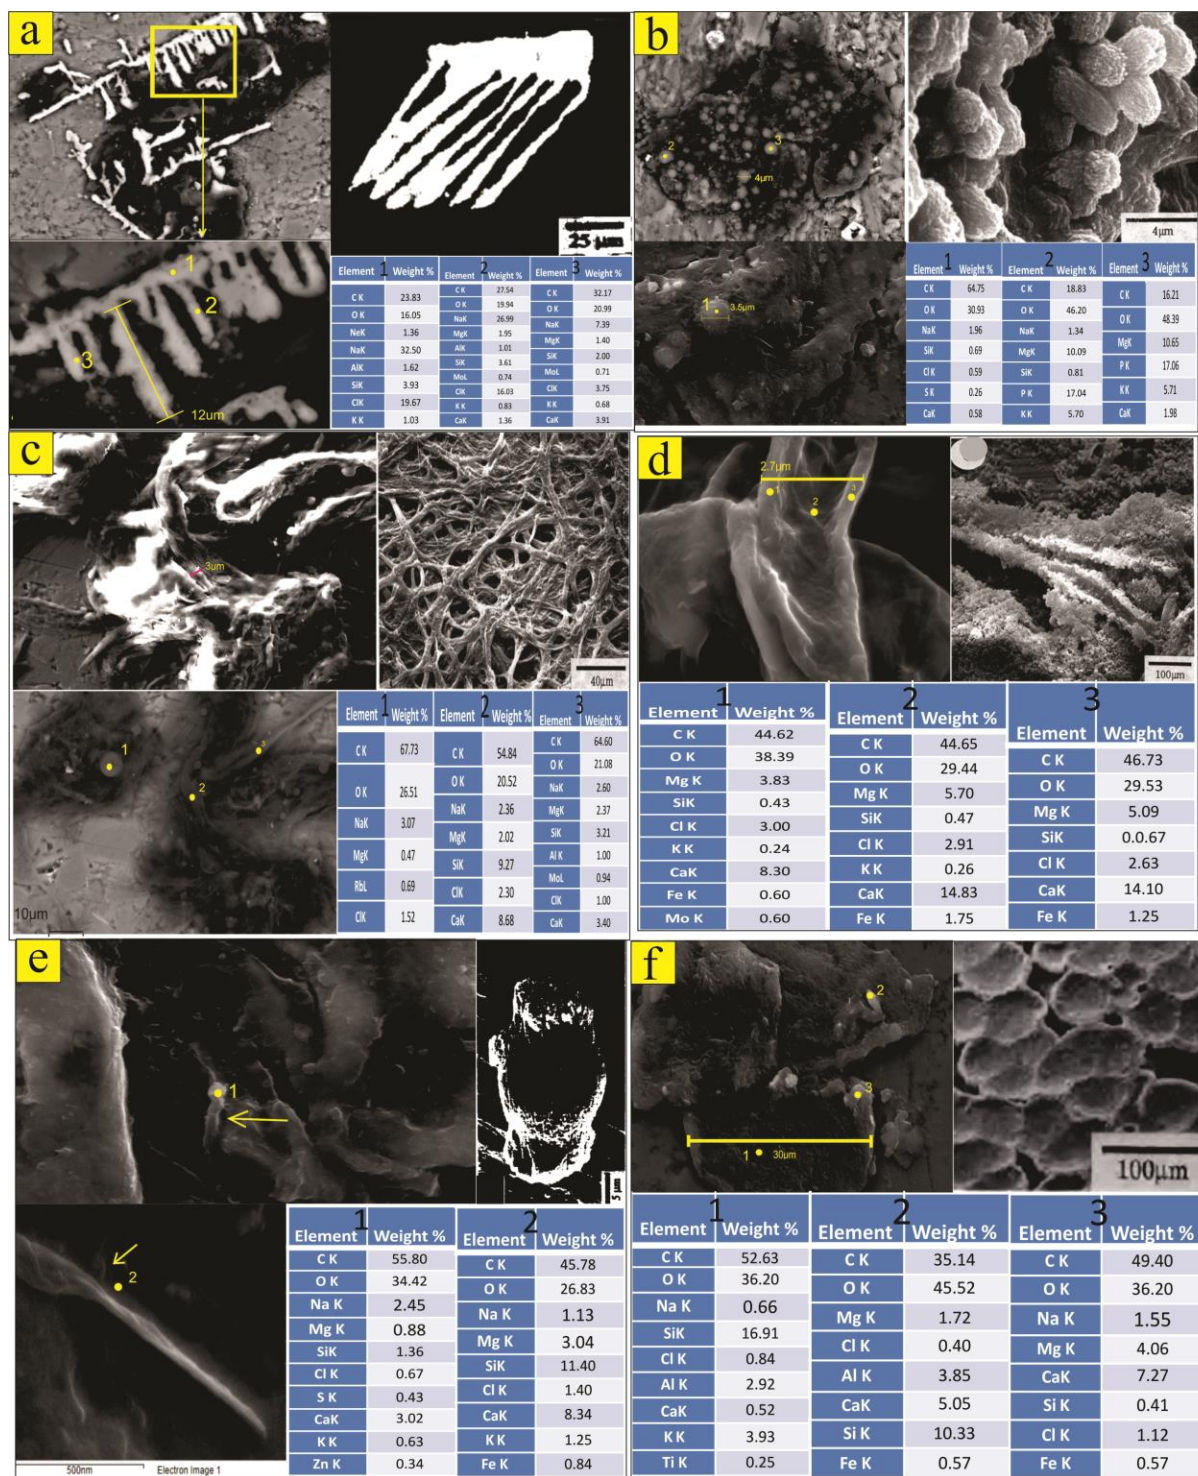 a
25 µm
1
2
3
12um
1 2 3
Element Weight % Element Weight % Element Weight %
C K 23.83
O K 16.05
NeK 1.36
NaK 32.50
AlK 1.62
SiK 3.93
ClK 19.67
K K 1.03
C K 27.54
O K 19.94
NaK 26.99
MgK 1.95
AlK 1.01
SiK 3.61
MoL 0.74
ClK 16.03
K K 0.83
CaK 1.36
C K 32.17
O K 20.99
NaK 7.39
MgK 1.40
SiK 2.00
MoL 0.71
ClK 3.75
K K 0.68
CaK 3.91
b
2
3
4µm
4µm
1
3.5µm
1 2 3
Element Weight % Element Weight % Element Weight %
C K 64.75
O K 30.93
NaK 1.96
SiK 0.69
Cl K 0.59
S K 0.26
CaK 0.58
C K 18.83
O K 46.20
NaK 1.34
MgK 10.09
SiK 0.81
P K 17.04
K K 5.70
C K 16.21
O K 48.39
MgK 10.65
P K 17.06
K K 5.71
CaK 1.98
c
3µm
40µm
1
2
3
10µm
1 2 3
Element Weight % Element Weight % Element Weight %
C K 67.73
O K 26.51
NaK 3.07
MgK 0.47
RbL 0.69
ClK 1.52
C K 54.84
O K 20.52
NaK 2.36
MgK 2.02
SiK 9.27
ClK 2.30
CaK 8.68
C K 64.60
O K 21.08
NaK 2.60
MgK 2.37
SiK 3.21
Al K 1.00
MoL 0.94
ClK 1.00
CaK 3.40
d
2.7µm
1
2
3
100µm
1 2 3
Element Weight % Element Weight % Element Weight %
C K 44.62
O K 38.39
Mg K 3.83
SiK 0.43
Cl K 3.00
K K 0.24
CaK 8.30
Fe K 0.60
Mo K 0.60
C K 44.65
O K 29.44
Mg K 5.70
SiK 0.47
Cl K 2.91
K K 0.26
CaK 14.83
Fe K 1.75
C K 46.73
O K 29.53
Mg K 5.09
SiK 0.0.67
Cl K 2.63
CaK 14.10
Fe K 1.25
e
1
5 µm
2
500nm Electron Image 1
1 2
Element Weight % Element Weight %
C K 55.80
O K 34.42
Na K 2.45
Mg K 0.88
SiK 1.36
Cl K 0.67
S K 0.43
CaK 3.02
K K 0.63
Zn K 0.34
C K 45.78
O K 26.83
Na K 1.13
Mg K 3.04
SiK 11.40
Cl K 1.40
CaK 8.34
K K 1.25
Fe K 0.84
f
2
3
1 30µm
100µm
1 2 3
Element Weight % Element Weight % Element Weight %
C K 52.63
O K 36.20
Na K 0.66
SiK 16.91
Cl K 0.84
Al K 2.92
CaK 0.52
K K 3.93
Ti K 0.25
C K 35.14
O K 45.52
Mg K 1.72
Cl K 0.40
Al K 3.85
CaK 5.05
Si K 10.33
Fe K 0.57
C K 49.40
O K 36.20
Na K 1.55
Mg K 4.06
CaK 7.27
Si K 0.41
Cl K 1.12
Fe K 0.57